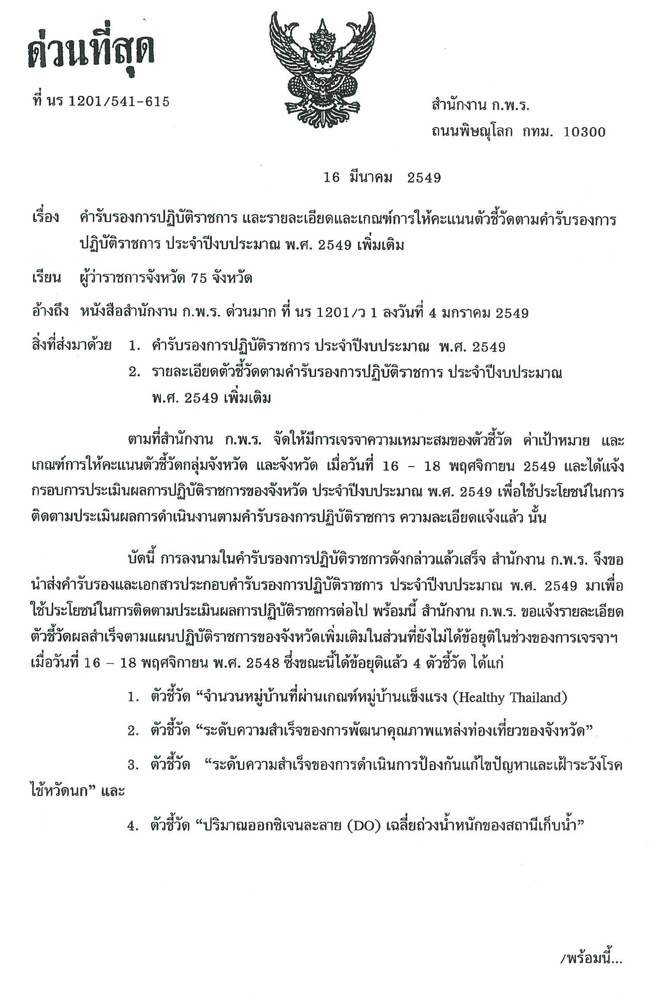 ด่วนที่สุด
ที่ นร 1201/541-615
สำนักงาน ก.พ.ร.
ถนนพิษณุโลก กทม. 10300
16 มีนาคม 2549
เรื่อง คำรับรองการปฏิบัติราชการ และรายละเอียดและเกณฑ์การให้คะแนนตัวชี้วัดตามคำรับรองการ
ปฏิบัติราชการ ประจำปีงบประมาณ พ.ศ. 2549 เพิ่มเติม
เรียน ผู้ว่าราชการจังหวัด 75 จังหวัด
อ้างถึง หนังสือสำนักงาน ก.พ.ร. ด่วนมาก ที่ นร 1201/ว 1 ลงวันที่ 4 มกราคม 2549
สิ่งที่ส่งมาด้วย 1. คำรับรองการปฏิบัติราชการ ประจำปีงบประมาณ พ.ศ. 2549
2. รายละเอียดตัวชี้วัดตามคำรับรองการปฏิบัติราชการ ประจำปีงบประมาณ
พ.ศ. 2549 เพิ่มเติม
ตามที่สำนักงาน ก.พ.ร. จัดให้มีการเจรจาความเหมาะสมของตัวชี้วัด ค่าเป้าหมาย และ
เกณฑ์การให้คะแนนตัวชี้วัดกลุ่มจังหวัด และจังหวัด เมื่อวันที่ 16 – 18 พฤศจิกายน 2549 และได้แจ้ง
กรอบการประเมินผลการปฏิบัติราชการของจังหวัด ประจำปีงบประมาณ พ.ศ. 2549 เพื่อใช้ประโยชน์ในการ
ติดตามประเมินผลการดำเนินงานตามคำรับรองการปฏิบัติราชการ ความละเอียดแจ้งแล้ว นั้น
บัดนี้ การลงนามในคำรับรองการปฏิบัติราชการดังกล่าวแล้วเสร็จ สำนักงาน ก.พ.ร. จึงขอ
นำส่งคำรับรองและเอกสารประกอบคำรับรองการปฏิบัติราชการ ประจำปีงบประมาณ พ.ศ. 2549 มาเพื่อ
ใช้ประโยชน์ในการติดตามประเมินผลการปฏิบัติราชการต่อไป พร้อมนี้ สำนักงาน ก.พ.ร. ขอแจ้งรายละเอียด
ตัวชี้วัดผลสำเร็จตามแผนปฏิบัติราชการของจังหวัดเพิ่มเติมในส่วนที่ยังไม่ได้ข้อยุติในช่วงของการเจรจาฯ
เมื่อวันที่ 16 – 18 พฤศจิกายน พ.ศ. 2548 ซึ่งขณะนี้ได้ข้อยุติแล้ว 4 ตัวชี้วัด ได้แก่
1. ตัวชี้วัด “จำนวนหมู่บ้านที่ผ่านเกณฑ์หมู่บ้านแข็งแรง (Healthy Thailand)
2. ตัวชี้วัด “ระดับความสำเร็จของการพัฒนาคุณภาพแหล่งท่องเที่ยวของจังหวัด”
3. ตัวชี้วัด “ระดับความสำเร็จของการดำเนินการป้องกันแก้ไขปัญหาและเฝ้าระวังโรค
ไข้หวัดนก” และ
4. ตัวชี้วัด “ปริมาณออกซิเจนละลาย (DO) เฉลี่ยถ่วงน้ำหนักของสถานีเก็บน้ำ”
/พร้อมนี้...